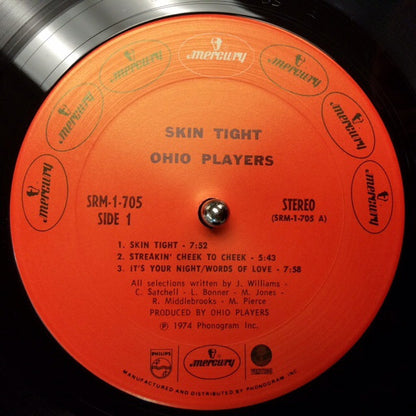 mercury
mercury
mercury
mercury
mercury
mercury
mercury
SKIN TIGHT
OHIO PLAYERS
SRM-1-705
SIDE 1
STEREO
(SRM-1-705 A)
1. SKIN TIGHT - 7:52
2. STREAKIN' CHEEK TO CHEEK - 5:43
3. IT'S YOUR NIGHT/WORDS OF LOVE - 7:58
All selections written by J. Williams -
C. Satchell - L. Bonner - M. Jones -
R. Middlebrooks - M. Pierce
PRODUCED BY OHIO PLAYERS
Ⓟ 1974 Phonogram Inc.
PHILIPS
mercury
VERTIGO
MANUFACTURED AND DISTRIBUTED BY PHONOGRAM, INC.